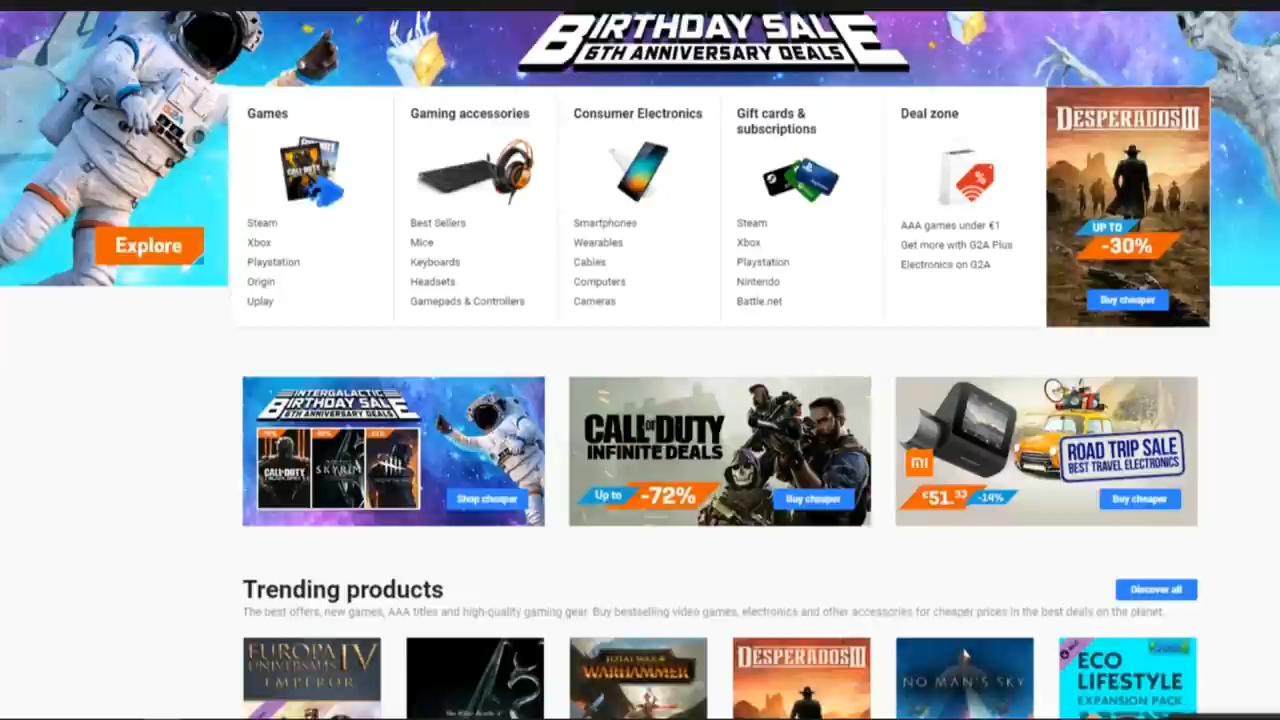 BIRTHDAY SALE
6TH ANNIVERSARY DEALS
Explore
Games
Steam
Xbox
Playstation
Origin
Uplay
Gaming accessories
Best Sellers
Mice
Keyboards
Headsets
Gamepads & Controllers
Consumer Electronics
Smartphones
Wearables
Cables
Computers
Cameras
Gift cards &
subscriptions
Steam
Xbox
Playstation
Nintendo
Battle.net
Deal zone
AAA games under €1
Get more with G2A Plus
Electronics on G2A
DESPERADOS III
UP TO
-30%
Buy cheaper
INTERGALACTIC
BIRTHDAY SALE
6TH ANNIVERSARY DEALS
CALL OF DUTY
SKYRIM
Shop cheaper
CALL OF DUTY
INFINITE DEALS
Up to
-72%
Buy cheaper
mi
ROAD TRIP SALE
BEST TRAVEL ELECTRONICS
€51.33
-14%
Buy cheaper
Trending products
Discover all
The best offers, new games, AAA titles and high-quality gaming gear. Buy bestselling video games, electronics and other accessories for cheaper prices in the best deals on the planet.
EUROPA
UNIVERSALIS IV
EMPEROR
TOTAL WAR
WARHAMMER
DESPERADOS III
NO MAN'S SKY
ECO
LIFESTYLE
EXPANSION PACK